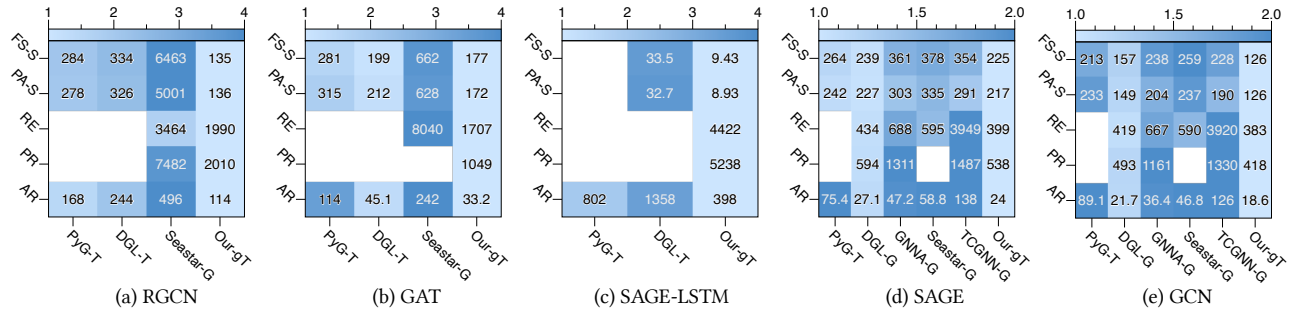 1 2 3 4
FS-S 284 334 6463 135
PA-S 278 326 5001 136
RE 3464 1990
PR 7482 2010
AR 168 244 496 114
PyG-T DGL-T Seastar-G Our-gT
(a) RGCN
1 2 3 4
FS-S 281 199 662 177
PA-S 315 212 628 172
RE 8040 1707
PR 1049
AR 114 45.1 242 33.2
PyG-T DGL-T Seastar-G Our-gT
(b) GAT
1 2 3 4
FS-S 33.5 9.43
PA-S 32.7 8.93
RE 4422
PR 5238
AR 802 1358 398
PyG-T DGL-T Seastar-G Our-gT
(c) SAGE-LSTM
1.0 1.5 2.0
FS-S 264 239 361 378 354 225
PA-S 242 227 303 335 291 217
RE 434 688 595 3949 399
PR 594 1311 1487 538
AR 75.4 27.1 47.2 58.8 138 24
PyG-T DGL-G GNNA-G Seastar-G TCGNN-G Our-gT
(d) SAGE
1.0 1.5 2.0
FS-S 213 157 238 259 228 126
PA-S 233 149 204 237 190 126
RE 419 667 590 3920 383
PR 493 1161 1330 418
AR 89.1 21.7 36.4 46.8 126 18.6
PyG-T DGL-G GNNA-G Seastar-G TCGNN-G Our-gT
(e) GCN